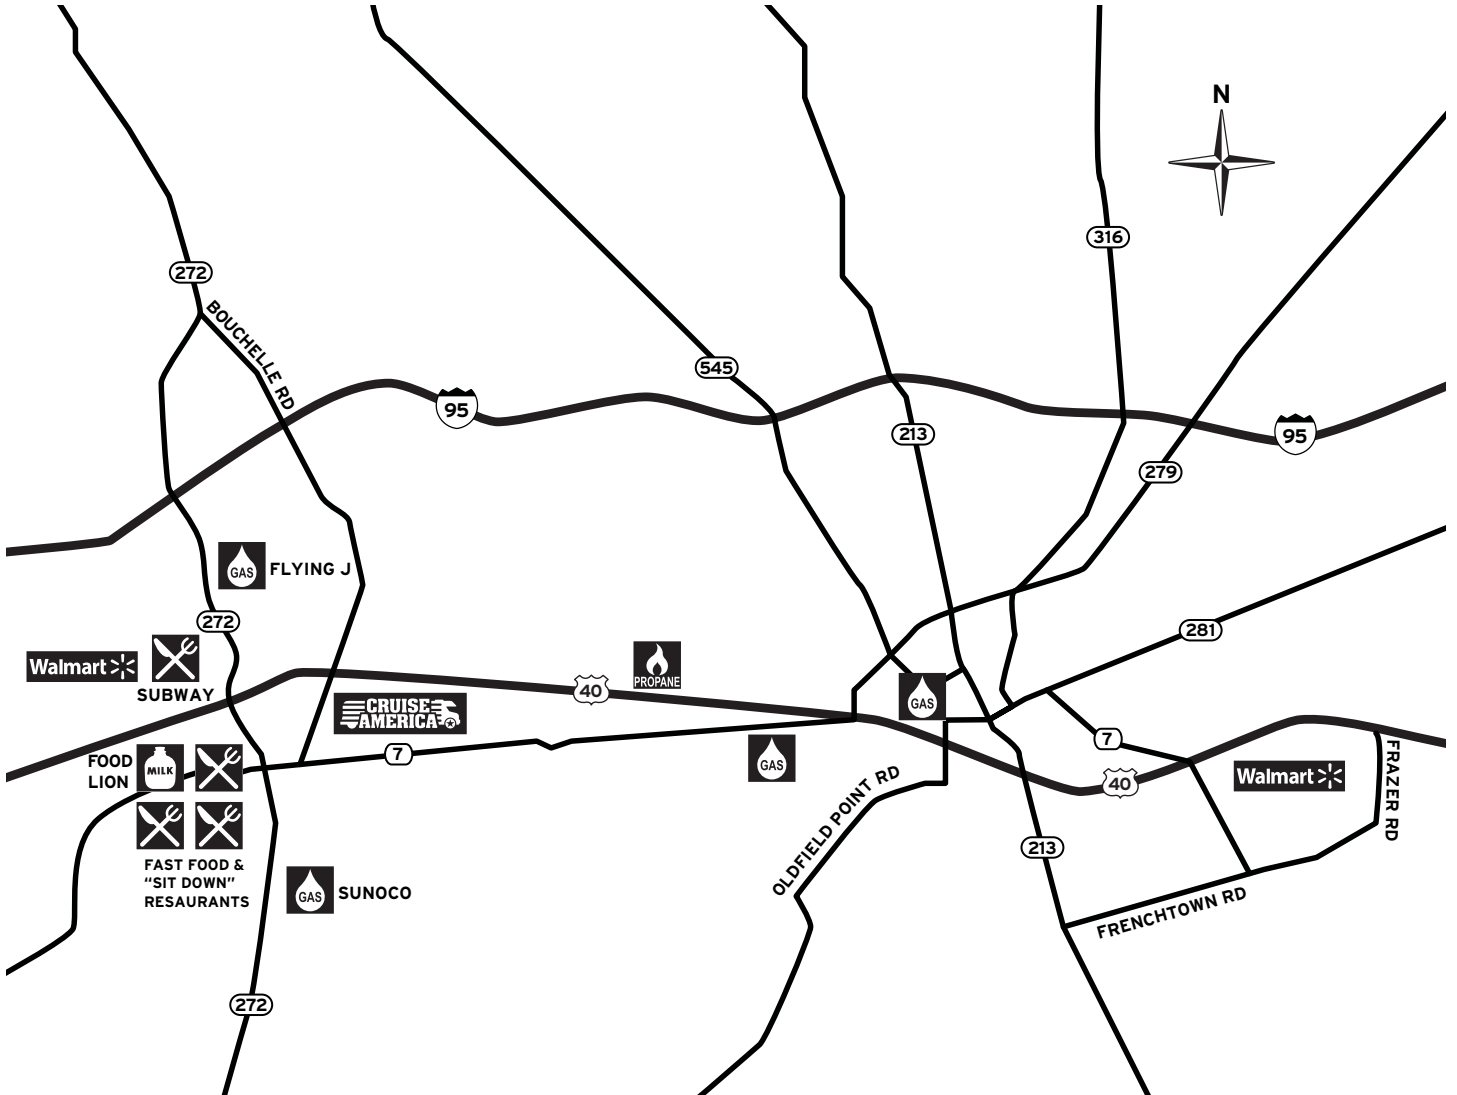 N
316
272
BOUCHELLE RD
545
95
213
95
279
GAS
FLYING J
272
281
Walmart
SUBWAY
PROPANE
40
GAS
CRUISE
AMERICA
7
7
FOOD
LION
MILK
GAS
40
Walmart
FRAZER RD
OLDFIELD POINT RD
213
FAST FOOD &
“SIT DOWN”
RESAURANTS
GAS
SUNOCO
FRENCHTOWN RD
272